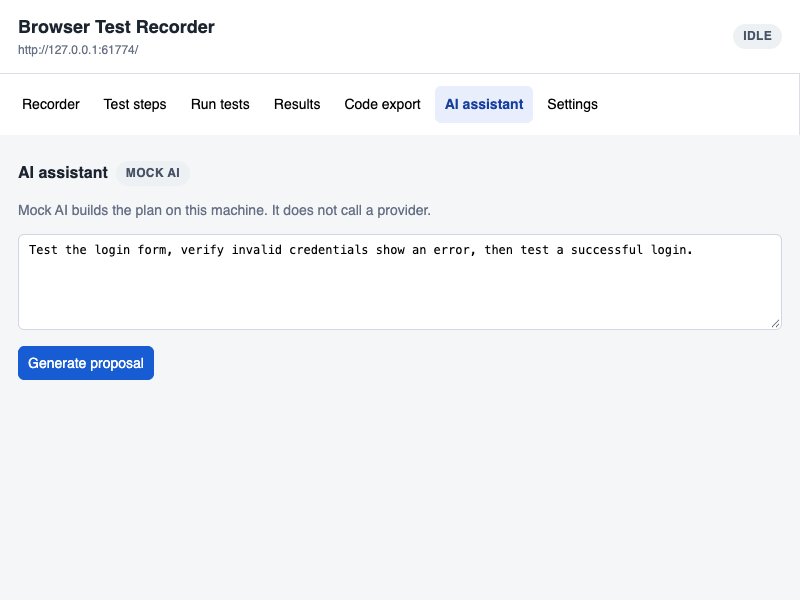 Browser Test Recorder
http://127.0.0.1:61774/
IDLE
Recorder Test steps Run tests Results Code export AI assistant Settings
AI assistant MOCK AI
Mock AI builds the plan on this machine. It does not call a provider.
Test the login form, verify invalid credentials show an error, then test a successful login.
Generate proposal